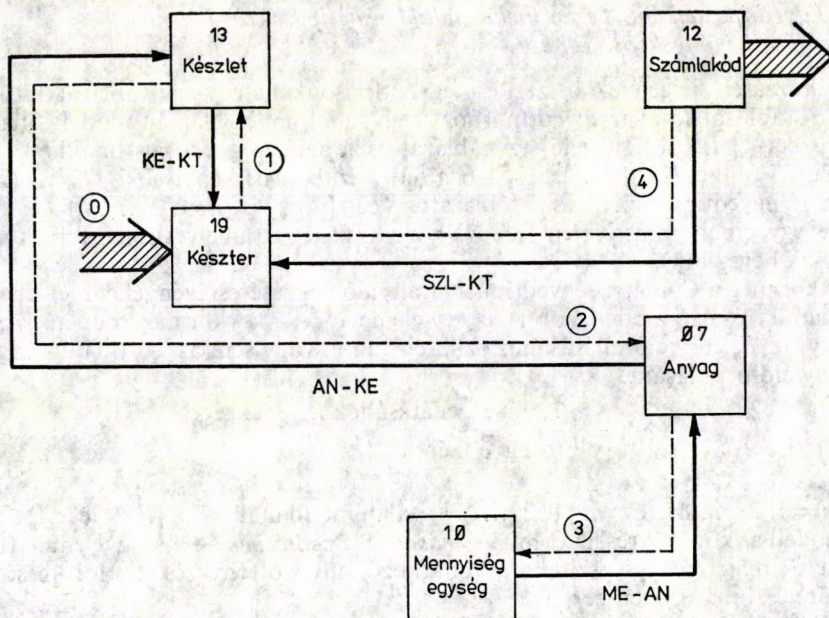 13
Készlet
12
Számlakód
KE-KT
1
4
0
19
Készter
SZL-KT
2
Ø7
Anyag
AN-KE
1Ø
Mennyiség
egység
3
ME-AN